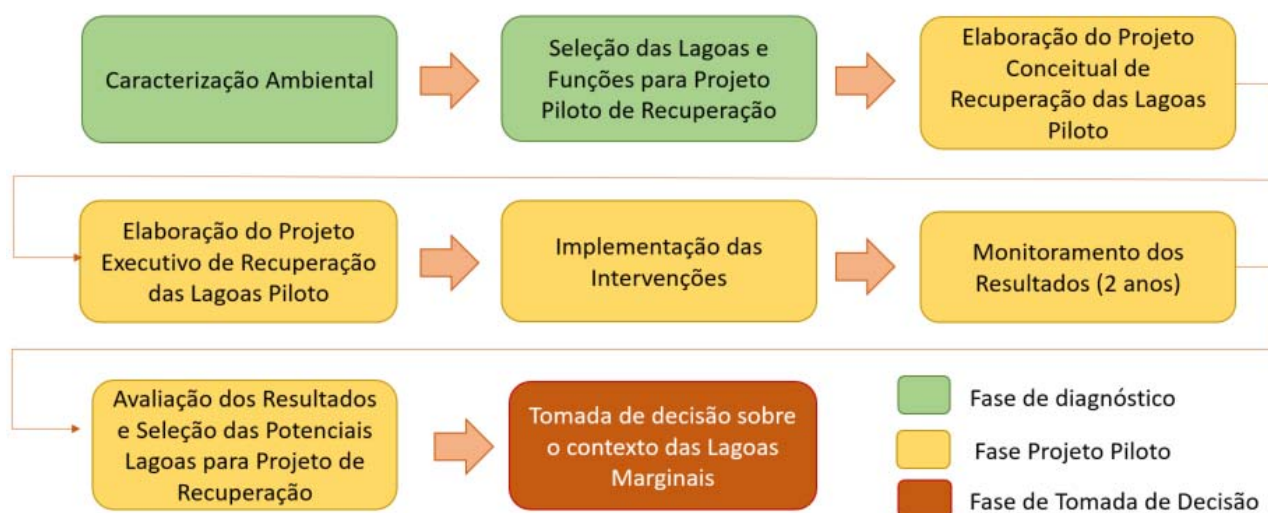 Caracterização Ambiental
Seleção das Lagoas e
Funções para Projeto
Piloto de Recuperação
Elaboração do Projeto
Conceitual de
Recuperação das Lagoas
Piloto
Elaboração do Projeto
Executivo de Recuperação
das Lagoas Piloto
Implementação das
Intervenções
Monitoramento dos
Resultados (2 anos)
Avaliação dos Resultados
e Seleção das Potenciais
Lagoas para Projeto de
Recuperação
Tomada de decisão sobre
o contexto das Lagoas
Marginais
Fase de diagnóstico
Fase Projeto Piloto
Fase de Tomada de Decisão